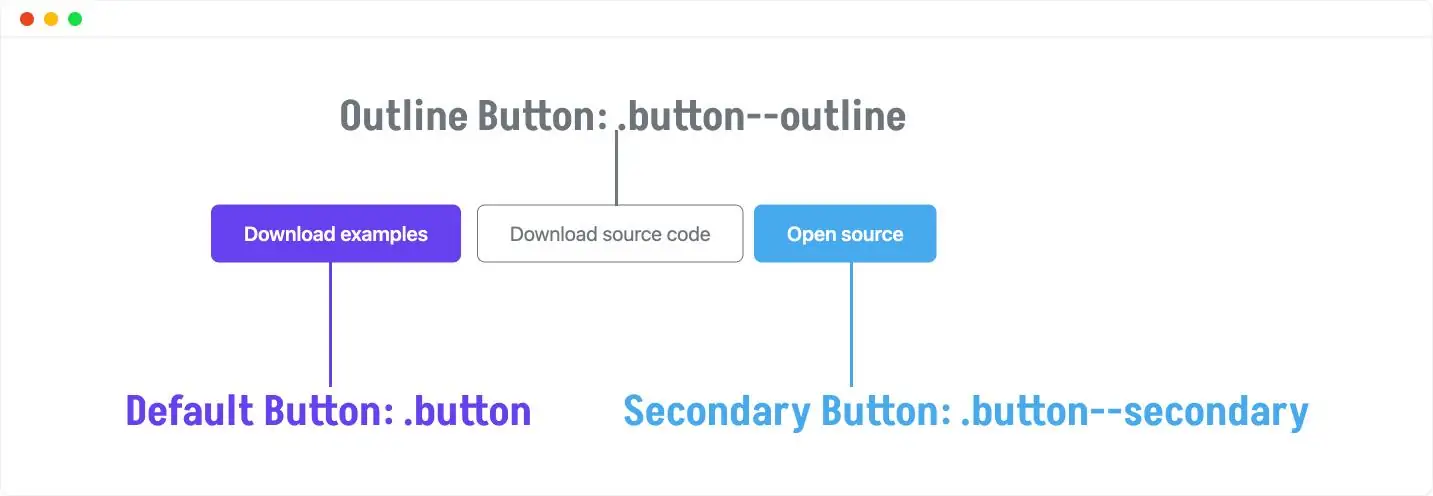 Outline Button: .button--outline
Download examples
Download source code
Open source
Default Button: .button
Secondary Button: .button--secondary